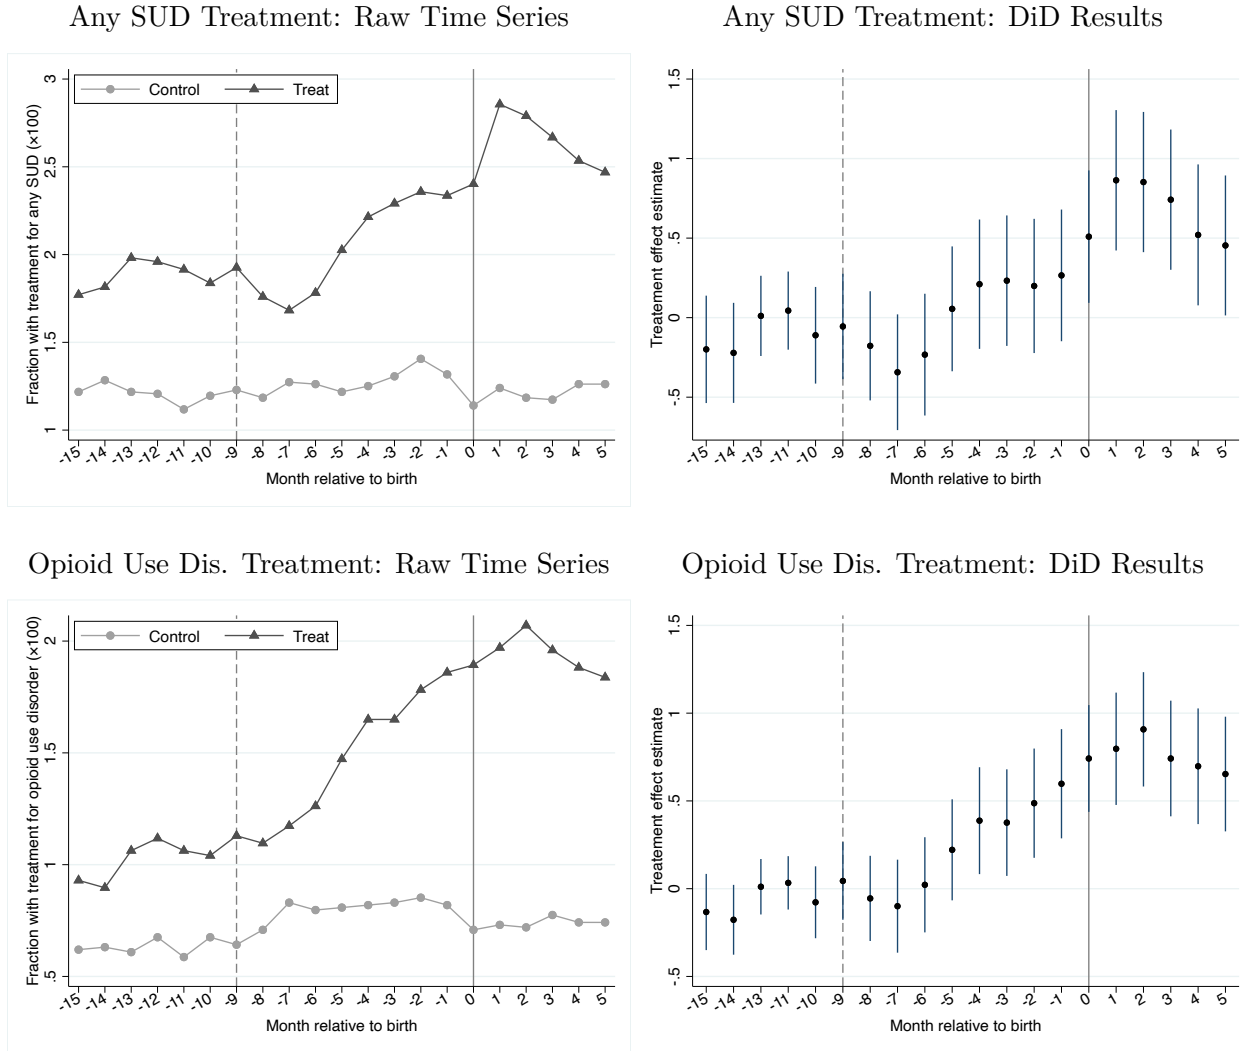 Any SUD Treatment: Raw Time Series
Any SUD Treatment: DiD Results
Fraction with treatment for any SUD (×100)
3
2.5
2
1.5
1
Control
Treat
-15 -14 -13 -12 -11 -10 -9 -8 -7 -6 -5 -4 -3 -2 -1 0 1 2 3 4 5
Month relative to birth
Treatement effect estimate
1.5
1
.5
0
-.5
-15 -14 -13 -11 -10 -9 -8 -7 -6 -5 -4 -3 -2 -1 0 1 2 3 4 5
Month relative to birth
Opioid Use Dis. Treatment: Raw Time Series
Opioid Use Dis. Treatment: DiD Results
Fraction with treatment for opioid use disorder (×100)
2
1.5
1
.5
Control
Treat
-15 -14 -13 -12 -11 -10 -9 -8 -7 -6 -5 -4 -3 -2 -1 0 1 2 3 4 5
Month relative to birth
Treatement effect estimate
1.5
1
.5
0
-.5
-15 -14 -13 -11 -10 -9 -8 -7 -6 -5 -4 -3 -2 -1 0 1 2 3 4 5
Month relative to birth